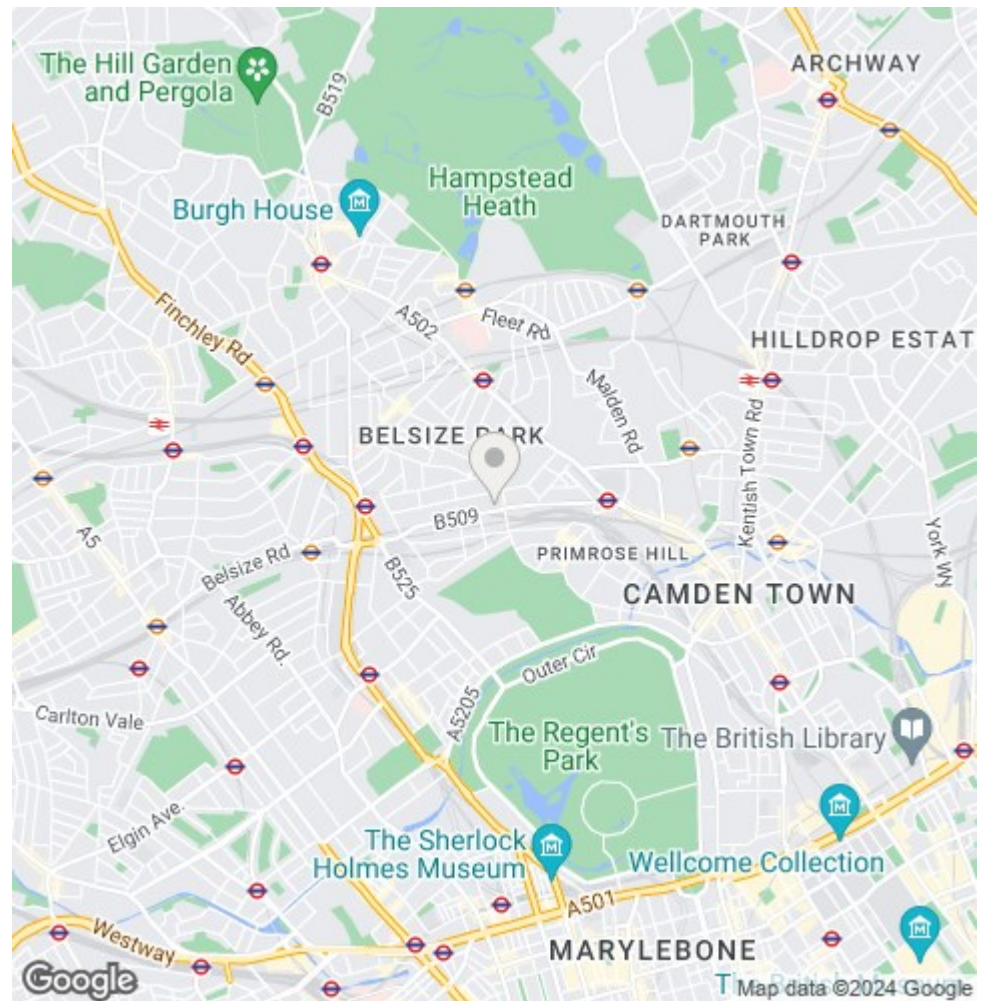 The Hill Garden
and Pergola
B519
ARCHWAY
Burgh House
Hampstead
Heath
DARTMOUTH
PARK
Finchley Rd
A502
Fleet Rd
HILLDROP ESTAT
Malden Rd
BELSIZE PARK
Kentish Town Rd
A5
B509
York Wy
Belsize Rd
B525
PRIMROSE HILL
Abbey Rd.
CAMDEN TOWN
Outer Cir
A5205
Carlton Vale
The Regent's
Park
The British Library
Elgin Ave.
The Sherlock
Holmes Museum
Wellcome Collection
A501
Westway
MARYLEBONE
Google
Map data ©2024 Google